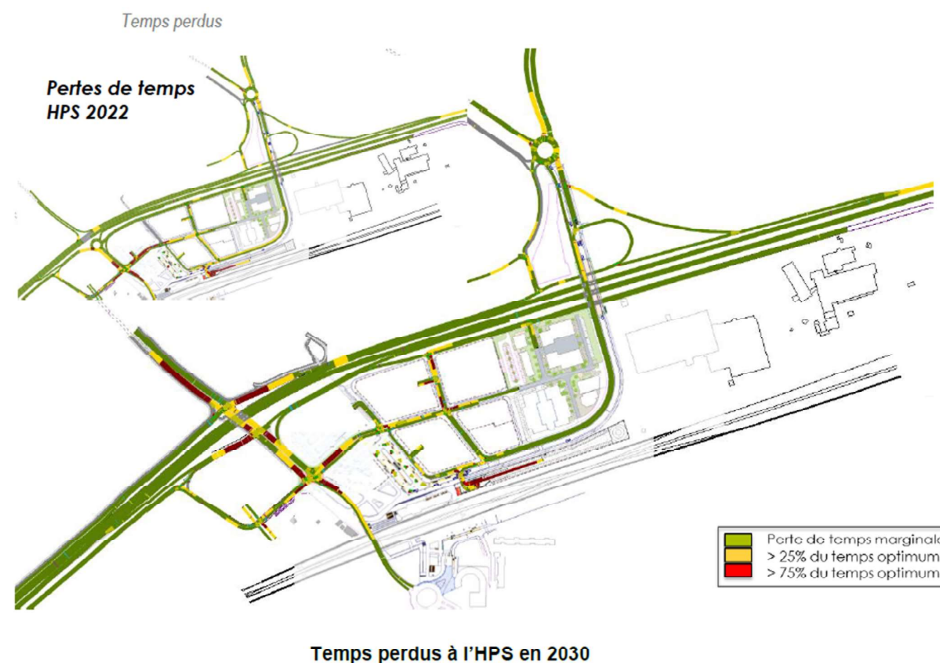 Temps perdus
Pertes de temps
HPS 2022
Perte de temps marginale
> 25% du temps optimum
> 75% du temps optimum
Temps perdus à l'HPS en 2030